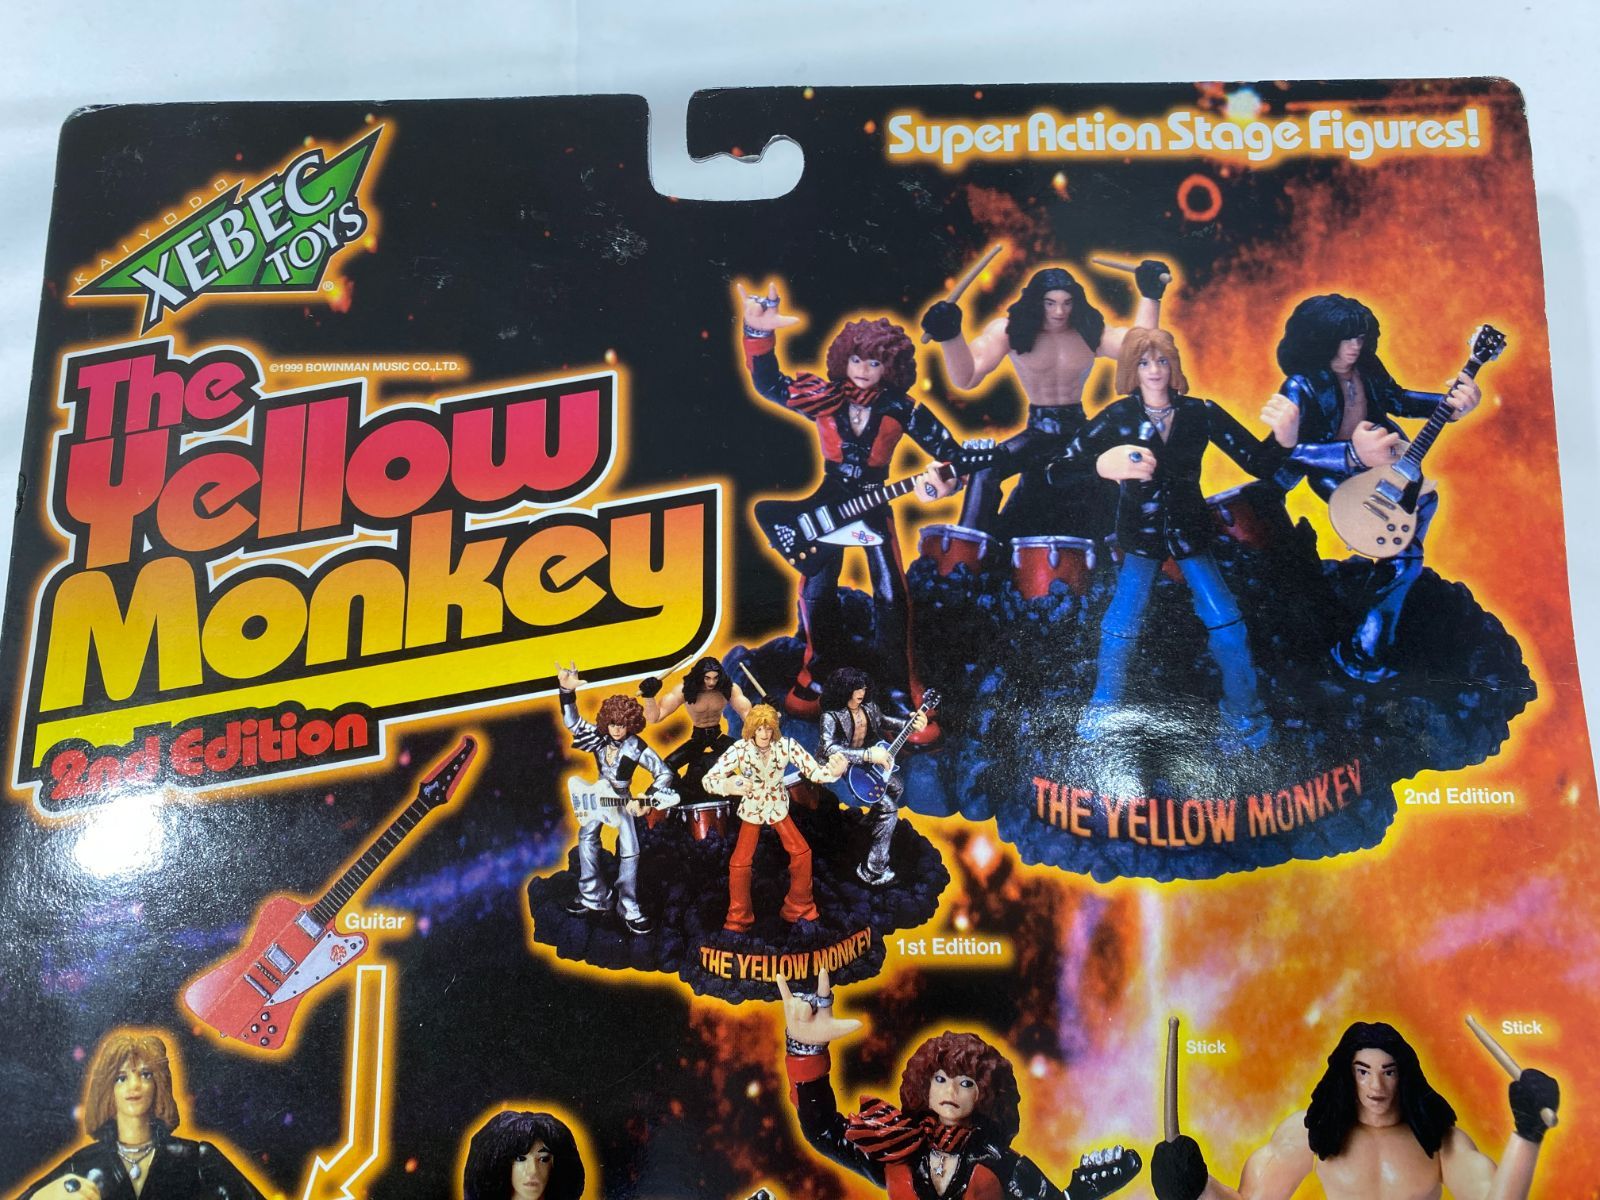 Super Action Stage Figures!
KAIYODO
XEBEC
TOYS
®
©1999 BOWINMAN MUSIC CO.,LTD.
The
Yellow
Monkey
2nd Edition
THE YELLOW MONKEY
2nd Edition
Guitar
THE YELLOW MONKEY
1st Edition
Stick
Stick